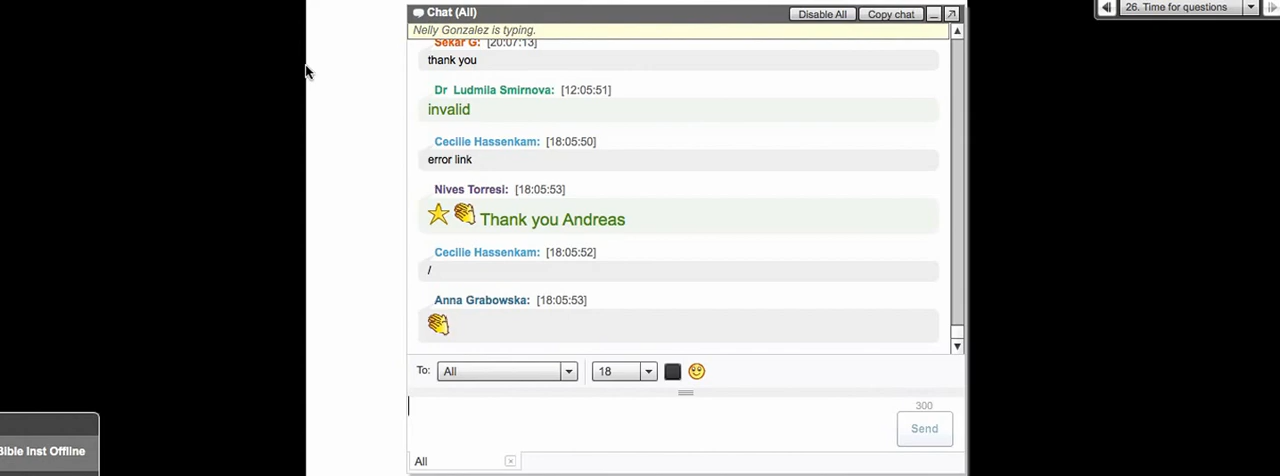 Chat (All)
Disable All
Copy chat
26. Time for questions
Nelly Gonzalez is typing.
Sekar G: [20:07:13]
thank you
Dr Ludmila Smirnova: [12:05:51]
invalid
Cecilie Hassenkam: [18:05:50]
error link
Nives Torresi: [18:05:53]
Thank you Andreas
Cecilie Hassenkam: [18:05:52]
/
Anna Grabowska: [18:05:53]
To: All 18
300
Send
Bible Inst Offline
All